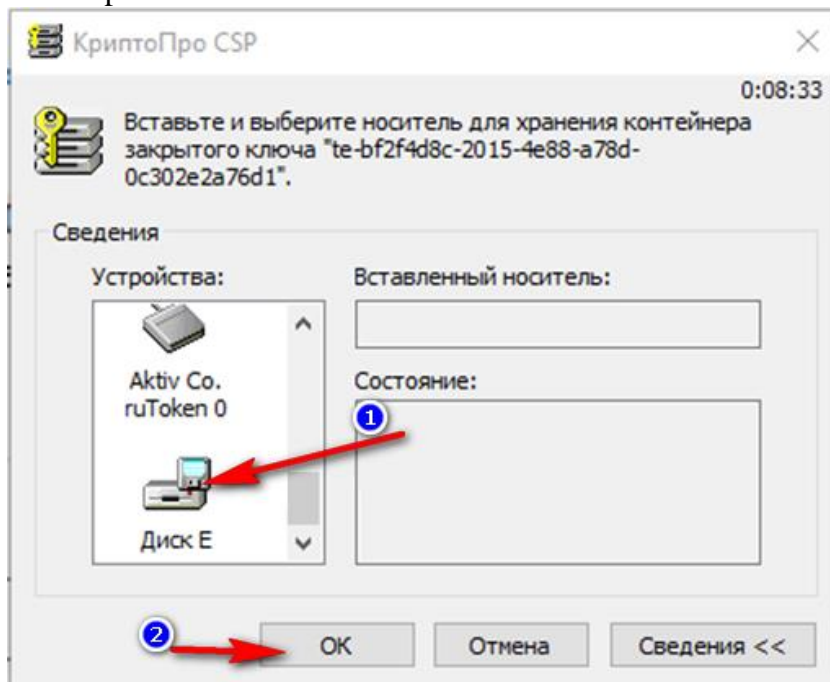 КриптоПро CSP
0:08:33
Вставьте и выберите носитель для хранения контейнера
закрытого ключа "te-bf2f4d8c-2015-4e88-a78d-
0c302e2a76d1".
Сведения
Устройства:
Aktiv Co.
ruToken 0
Диск E
Вставленный носитель:
Состояние:
1
2
ОК
Отмена
Сведения <<